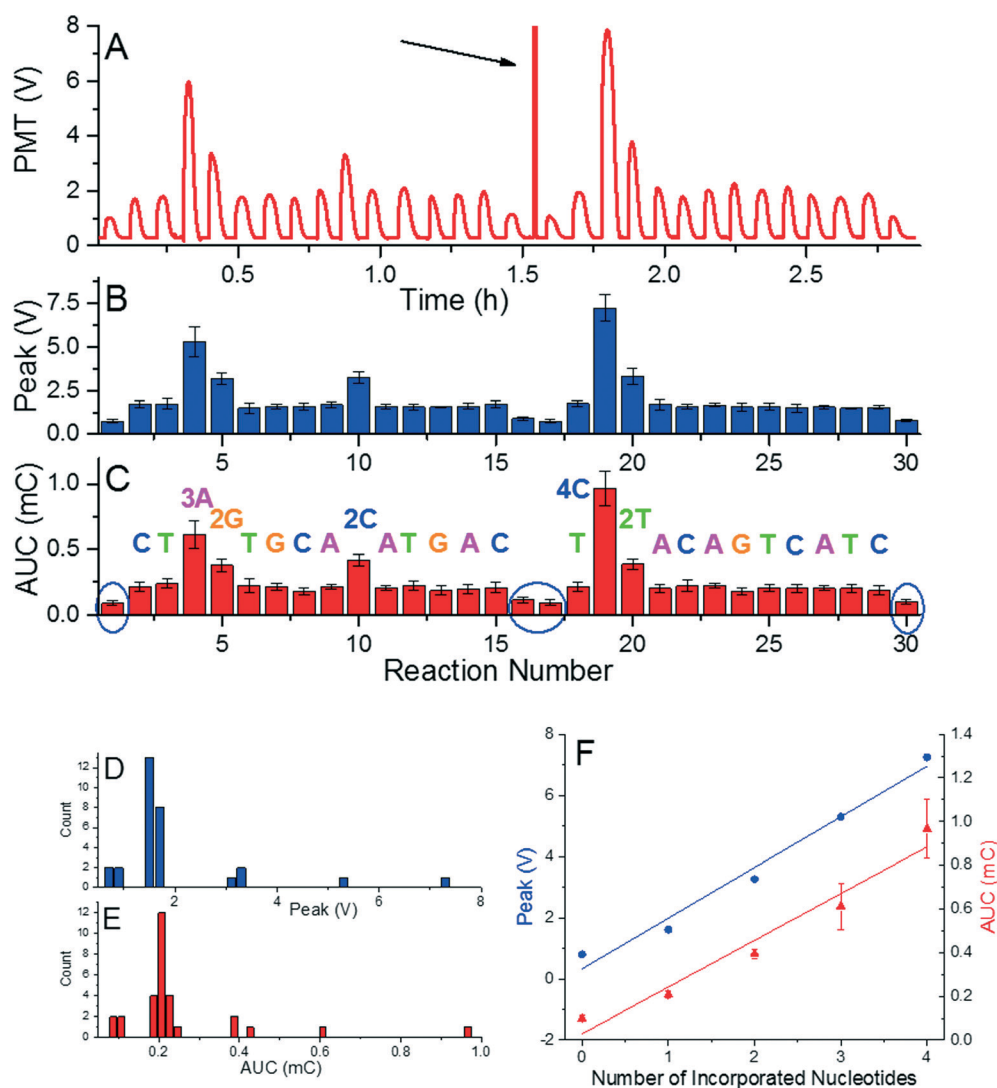 A
PMT (V)
8
6
4
2
0
0.5 1.0 1.5 2.0 2.5
Time (h)
B
Peak (V)
7.5
5.0
2.5
0.0
5 10 15 20 25 30
C
AUC (mC)
1.0
0.5
0.0
C T 3A 2G T G C A 2C A T G A C T 4C 2T A C A G T C A T C
5 10 15 20 25 30
Reaction Number
D
Count
12
10
8
6
4
2
0
2 4 6 8
Peak (V)
E
Count
12
10
8
6
4
2
0
0.2 0.4 0.6 0.8 1.0
AUC (mC)
F
Peak (V)
8
6
4
2
0
-2
AUC (mC)
1.4
1.2
1.0
0.8
0.6
0.4
0.2
0.0
0 1 2 3 4
Number of Incorporated Nucleotides